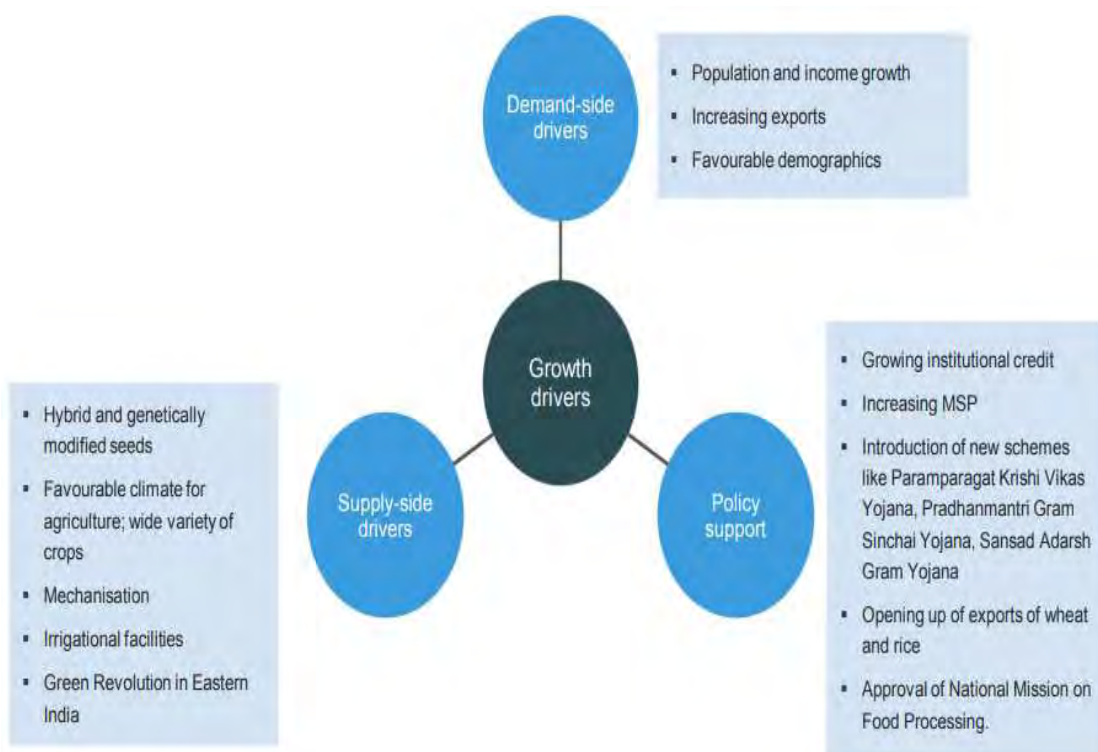 Demand-side
drivers
▪ Population and income growth
▪ Increasing exports
▪ Favourable demographics
Growth
drivers
Supply-side
drivers
▪ Hybrid and genetically
modified seeds
▪ Favourable climate for
agriculture; wide variety of
crops
▪ Mechanisation
▪ Irrigational facilities
▪ Green Revolution in Eastern
India
Policy
support
▪ Growing institutional credit
▪ Increasing MSP
▪ Introduction of new schemes
like Paramparagat Krishi Vikas
Yojana, Pradhanmantri Gram
Sinchai Yojana, Sansad Adarsh
Gram Yojana
▪ Opening up of exports of wheat
and rice
▪ Approval of National Mission on
Food Processing.